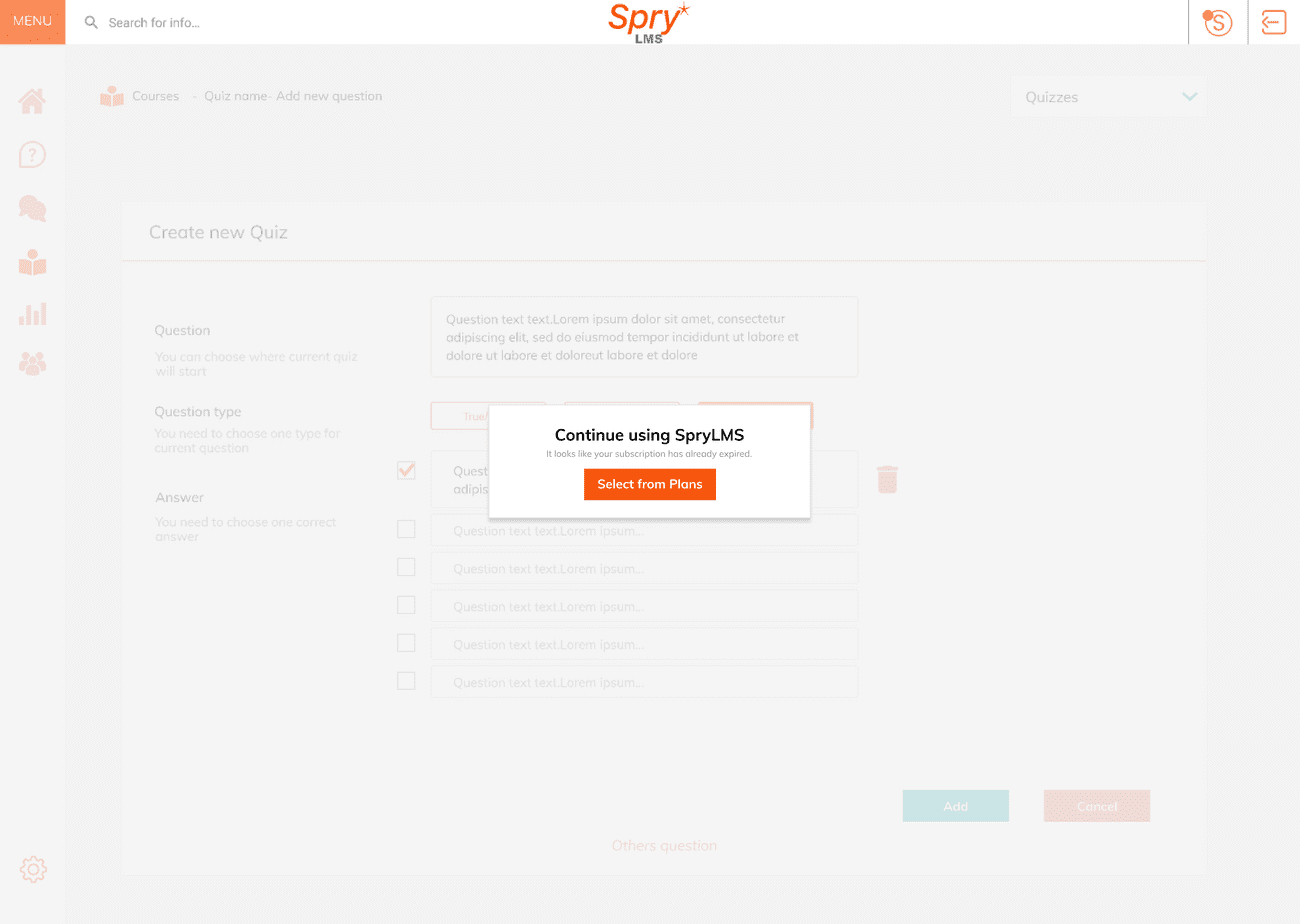 MENU
Search for info...
Spry
LMS
S
Courses - Quiz name- Add new question
Quizzes
?
Create new Quiz
Question
You can choose where current quiz
will start
Question text text.Lorem ipsum dolor sit amet, consectetur
adipiscing elit, sed do eiusmod tempor incididunt ut labore et
dolore ut labore et doloreut labore et dolore
Question type
You need to choose one type for
current question
True/
Continue using SpryLMS
It looks like your subscription has already expired.
Select from Plans
Answer
You need to choose one correct
answer
Quest
adipis
Question text text.Lorem ipsum...
Question text text.Lorem ipsum...
Question text text.Lorem ipsum...
Question text text.Lorem ipsum...
Question text text.Lorem ipsum...
Add
Cancel
Others question